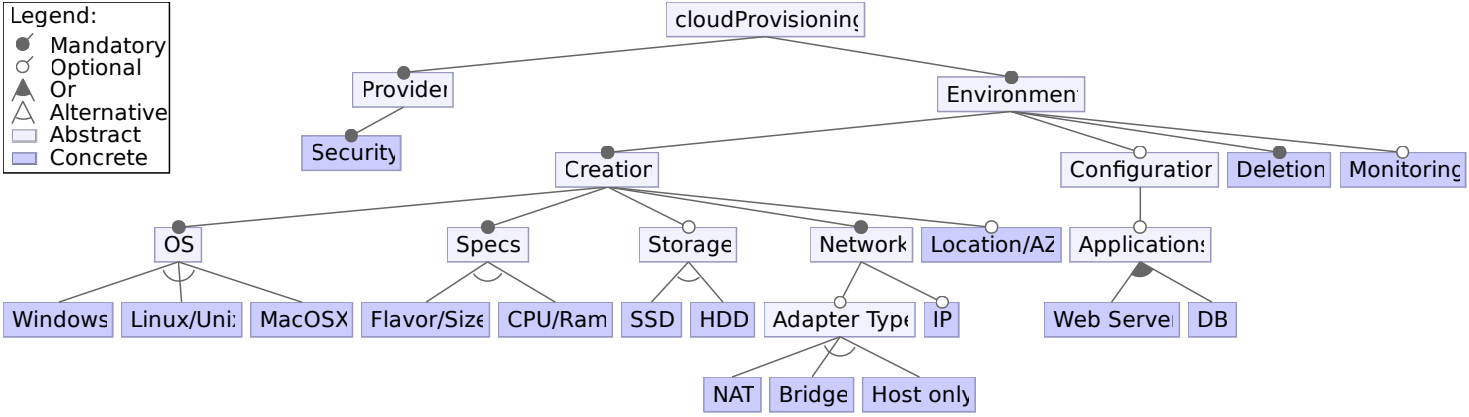 Legend:
Mandatory
Optional
Or
Alternative
Abstract
Concrete
cloudProvisioning
Provider
Environment
Security
Creation
Configuration
Deletion
Monitoring
OS
Specs
Storage
Network
Location/AZ
Applications
Windows
Linux/Unix
MacOSX
Flavor/Size
CPU/Ram
SSD
HDD
Adapter Type
IP
Web Server
DB
NAT
Bridge
Host only